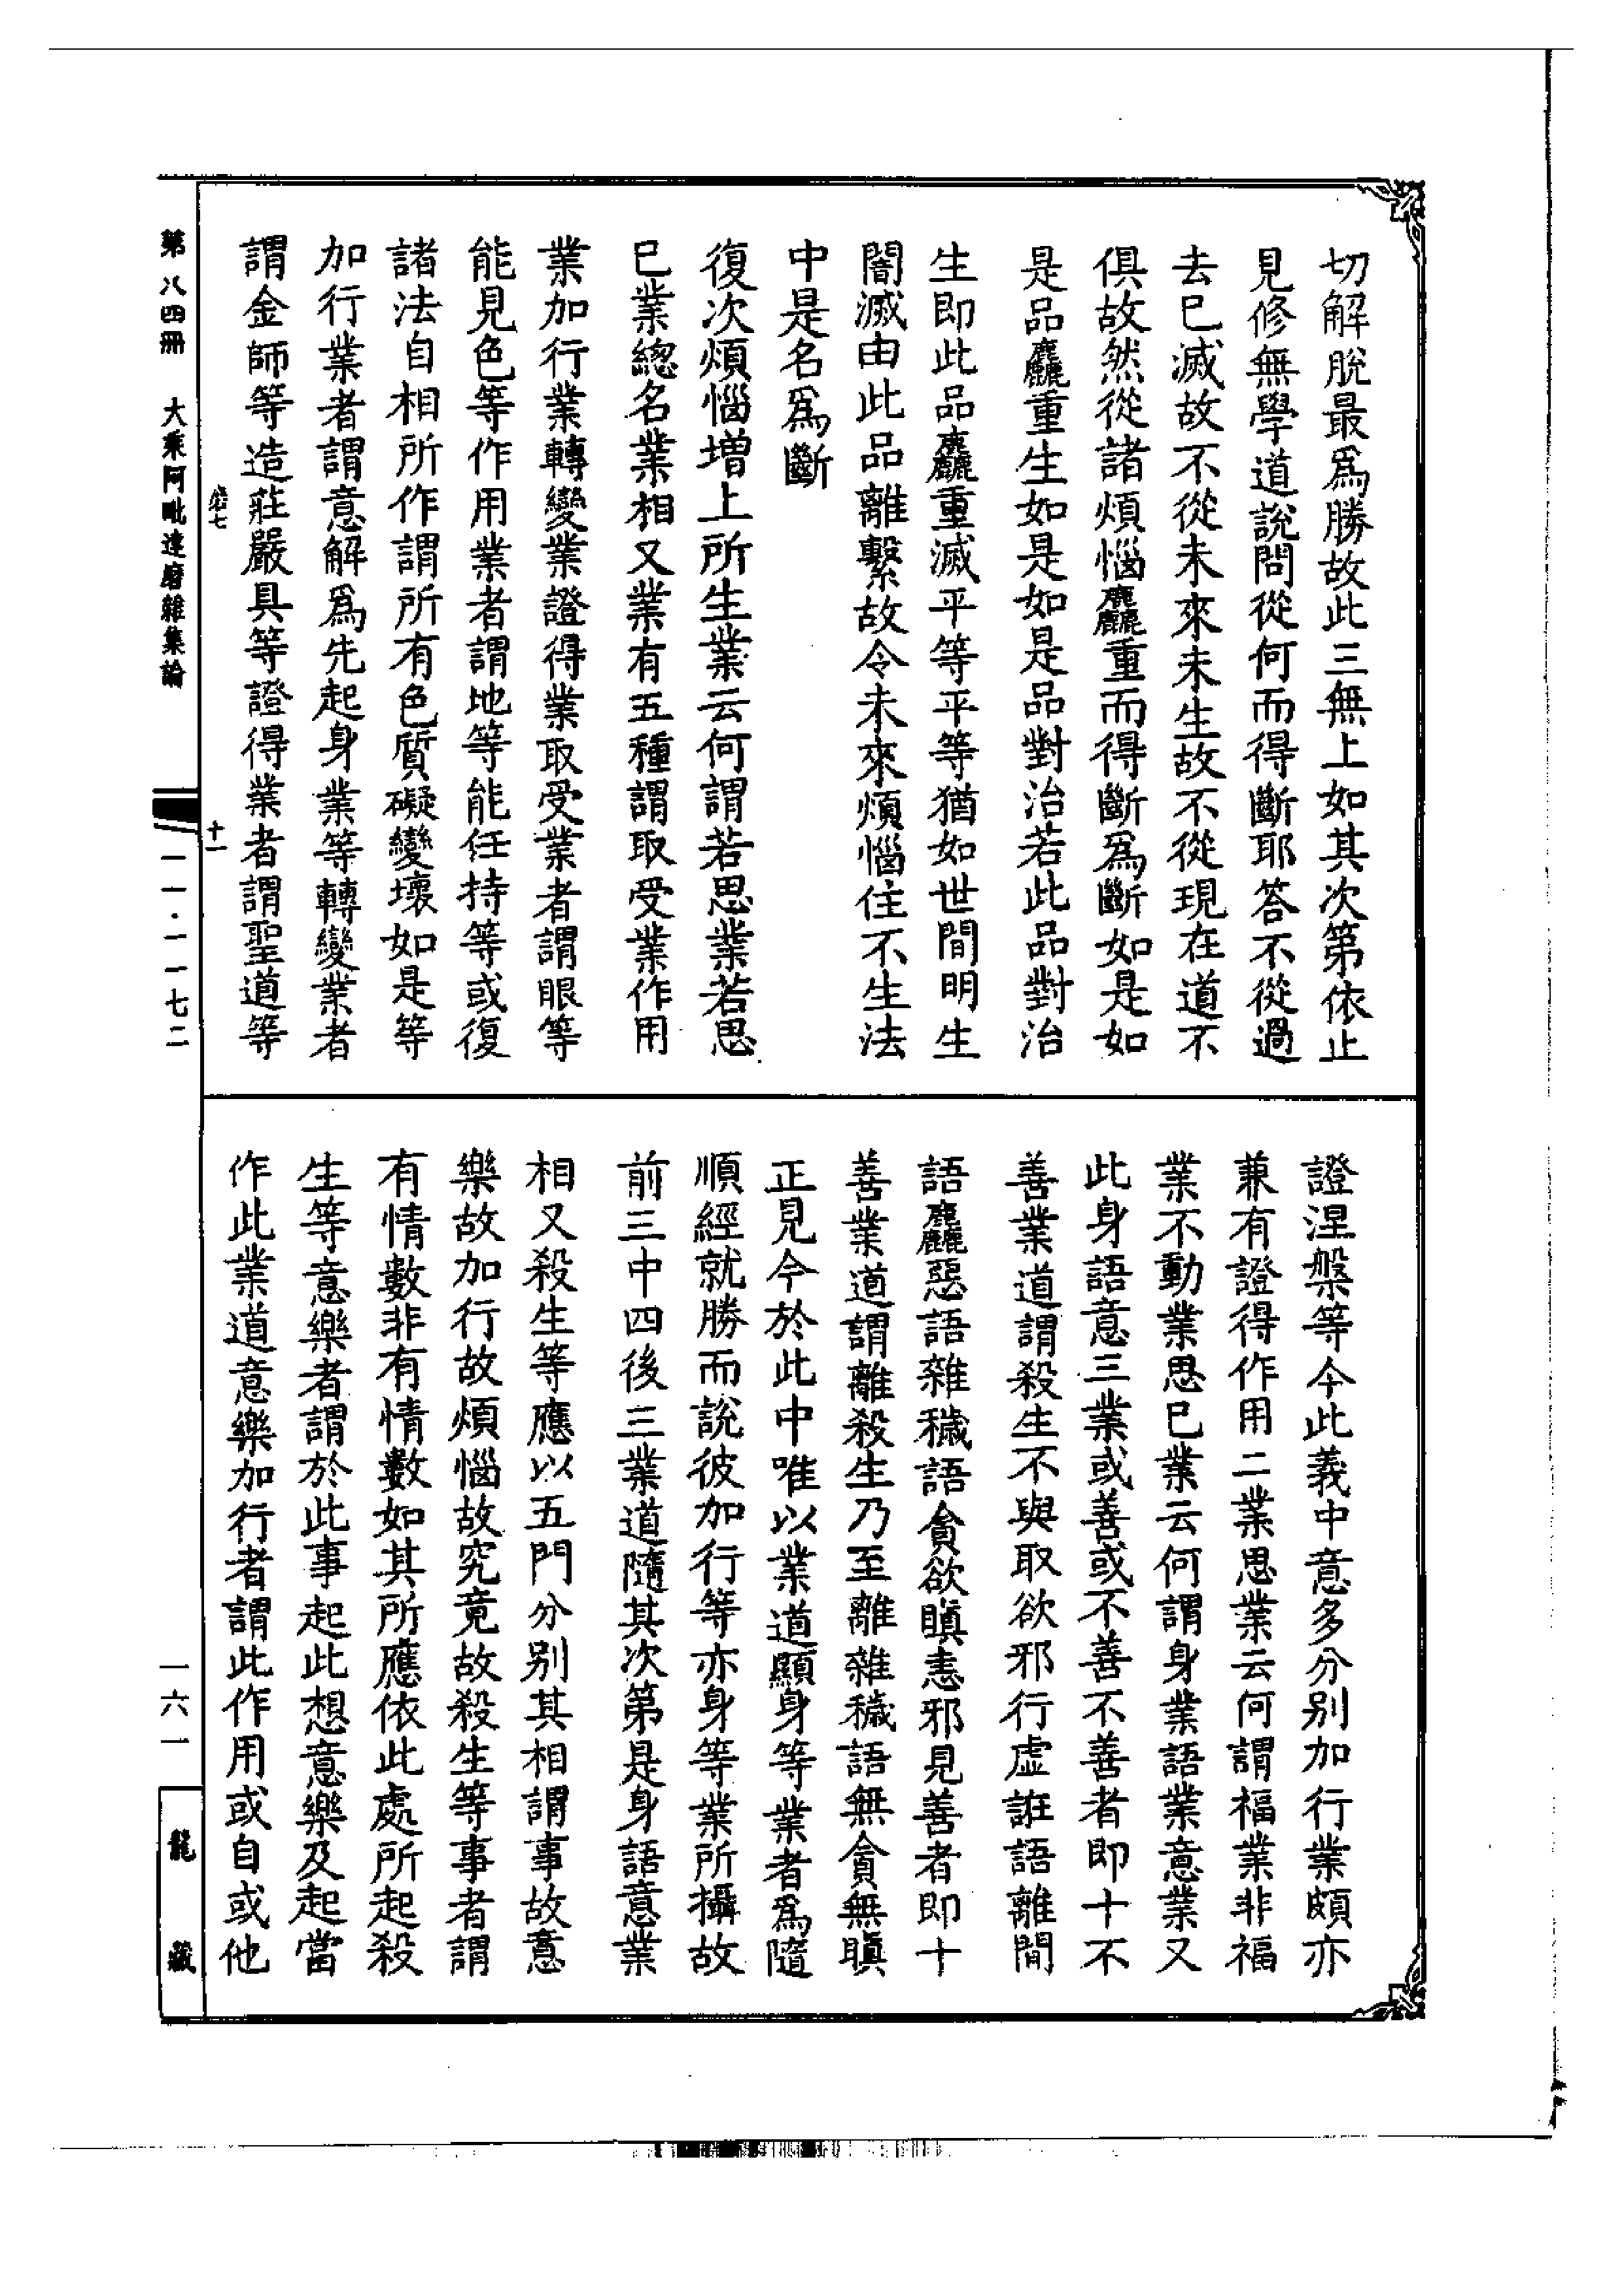 切解脫最爲勝故此三無上如其次第依止
見修無學道說問從何而得斷耶答不從過
去巳滅故不從未來未生故不從現在道不
俱故然從諸煩惱麤重而得斷爲斷如是如
是品麤重生如是如是品對治若此品對治
生即此品麤重滅平等平等猶如世間明生
闇滅由此品離繫故令未來煩惱住不生法
中是名爲斷
復次煩惱增上所生業云何謂若思業若思
巳業總名業相又業有五種謂取受業作用
業加行業轉變業證得業取受業者謂眼等
能見色等作用業者謂地等能任持等或復
諸法自相所作謂所有色質礙變壞如是等
加行業者謂意解爲先起身業等轉變業者
謂金師等造莊嚴具等證得業者謂聖道等
證涅槃等今此義中意多分别加行業頗亦
兼有證得作用二業思業云何謂福業非福
業不動業思巳業云何謂身業語業意業又
此身語意三業或善或不善不善者即十不
善業道謂殺生不與取欲邪行虛誑語離間
語麤惡語雜穢語貪欲瞋恚邪見善者即十
善業道謂離殺生乃至離雜穢語無貪無瞋
正見今於此中唯以業道顯身等業者爲隨
順經就勝而說彼加行等亦身等業所攝故
前三中四後三業道隨其次第是身語意業
相又殺生等應以五門分别其相謂事故意
樂故加行故煩惱故究竟故殺生等事者謂
有情數非有情數如其所應依此處所起殺
生等意樂者謂於此事起此想意樂及起當
作此業道意樂加行者謂此作用或自或他
第八四冊 大乘阿毗達磨雜集論
一一·一一七二
十一
一六一
龍藏